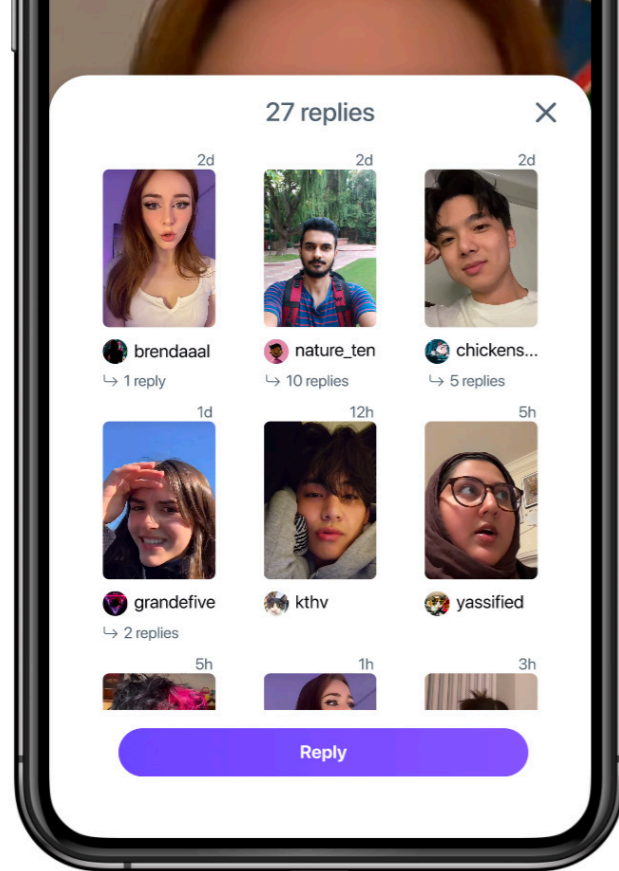 27 replies
2d 2d 2d
brendaaal nature_ten chickens...
1 reply 10 replies 5 replies
1d 12h 5h
grandefive kthv yassified
2 replies
5h 1h 3h
Reply